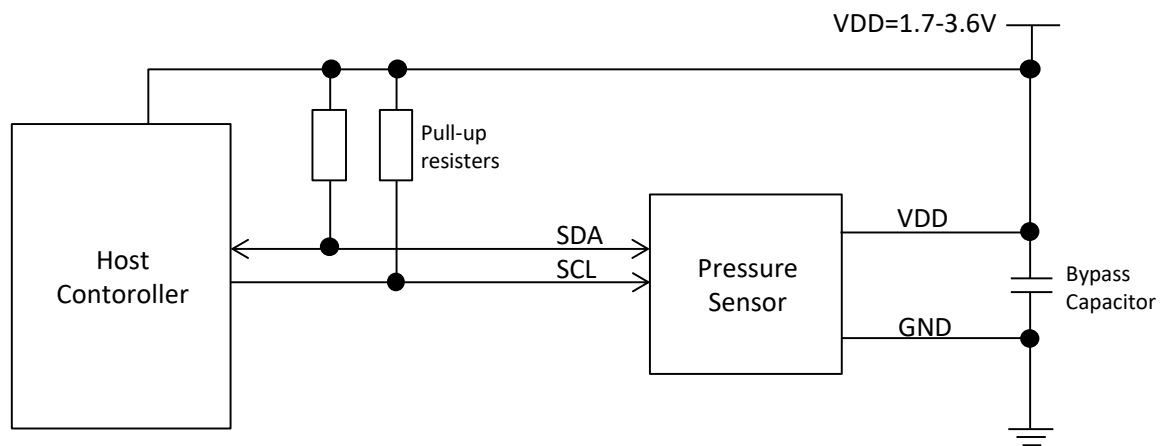 VDD=1.7-3.6V
Pull-up
resisters
SDA
VDD
Host
Contoroller
SCL
Pressure
Sensor
Bypass
Capacitor
GND